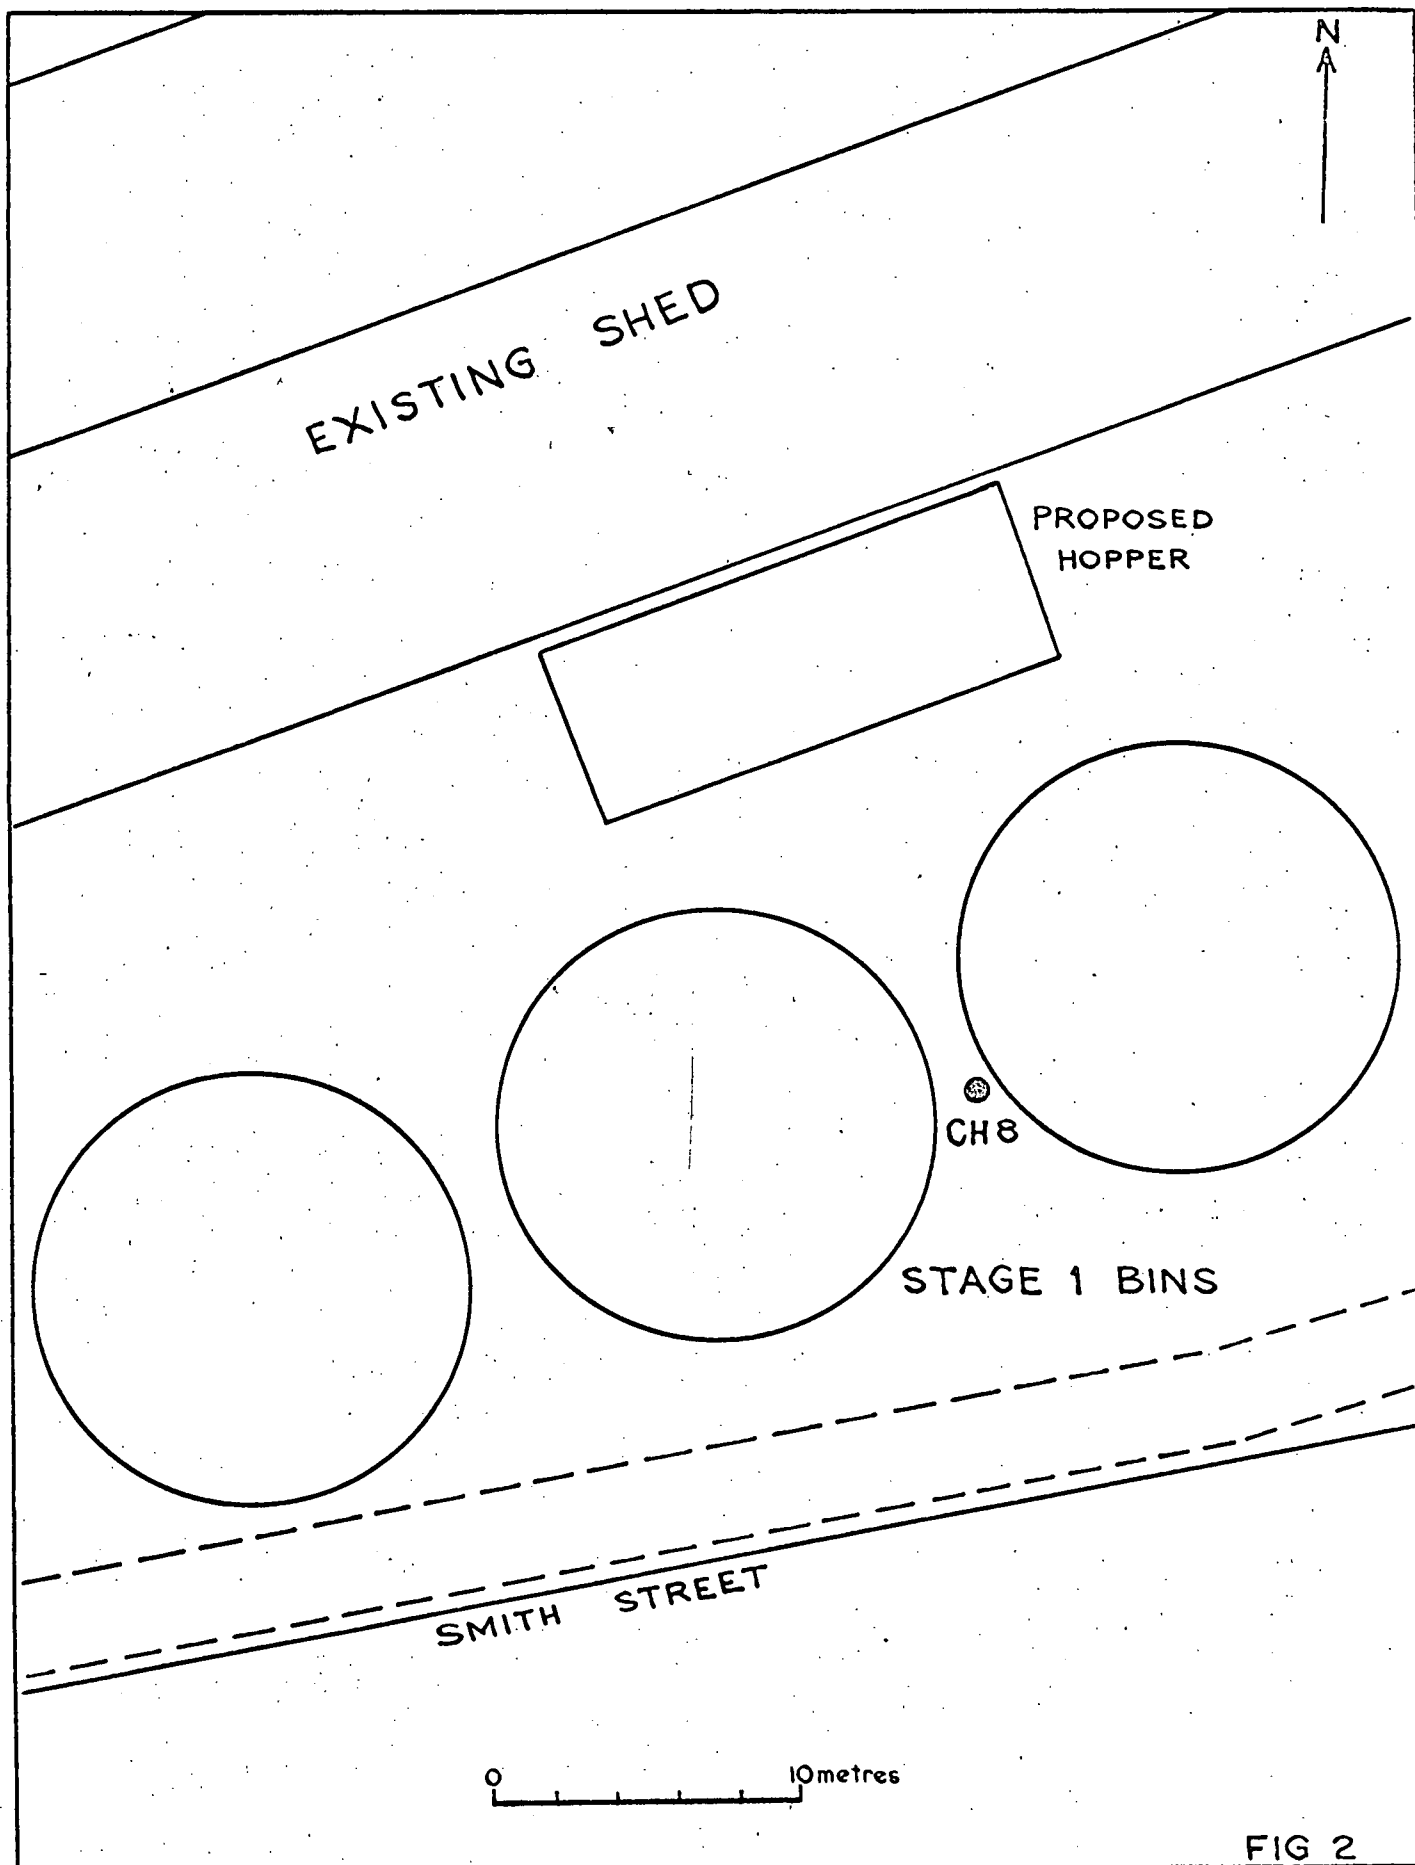 N
EXISTING SHED
PROPOSED
HOPPER
CH8
STAGE 1 BINS
SMITH STREET
0 10metres
FIG 2